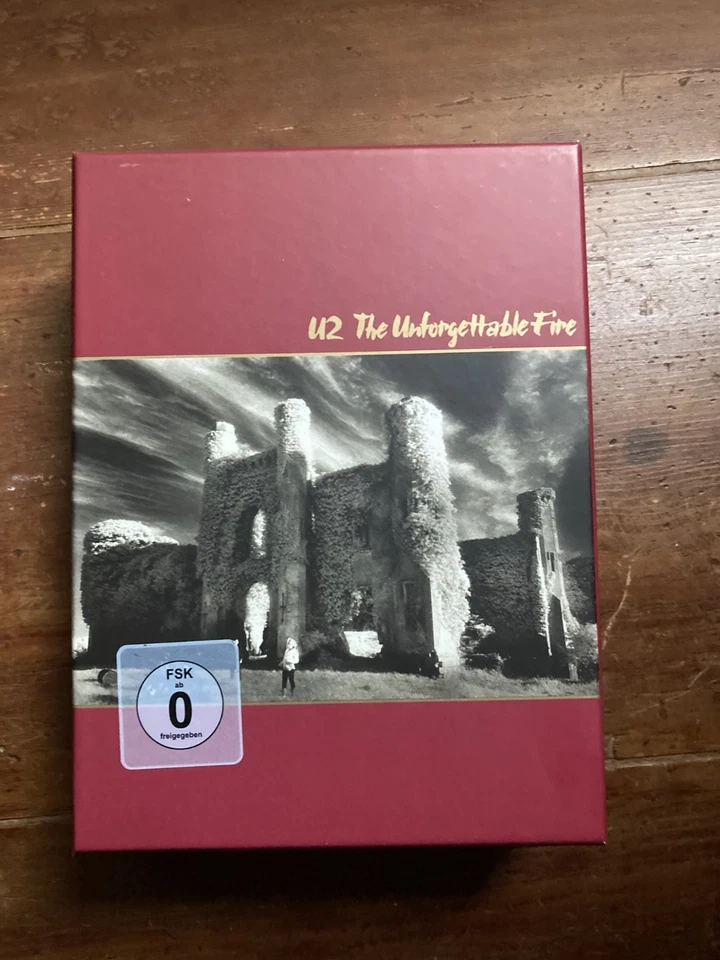 U2 The Unforgettable Fire
FSK
ab
0
freigegeben